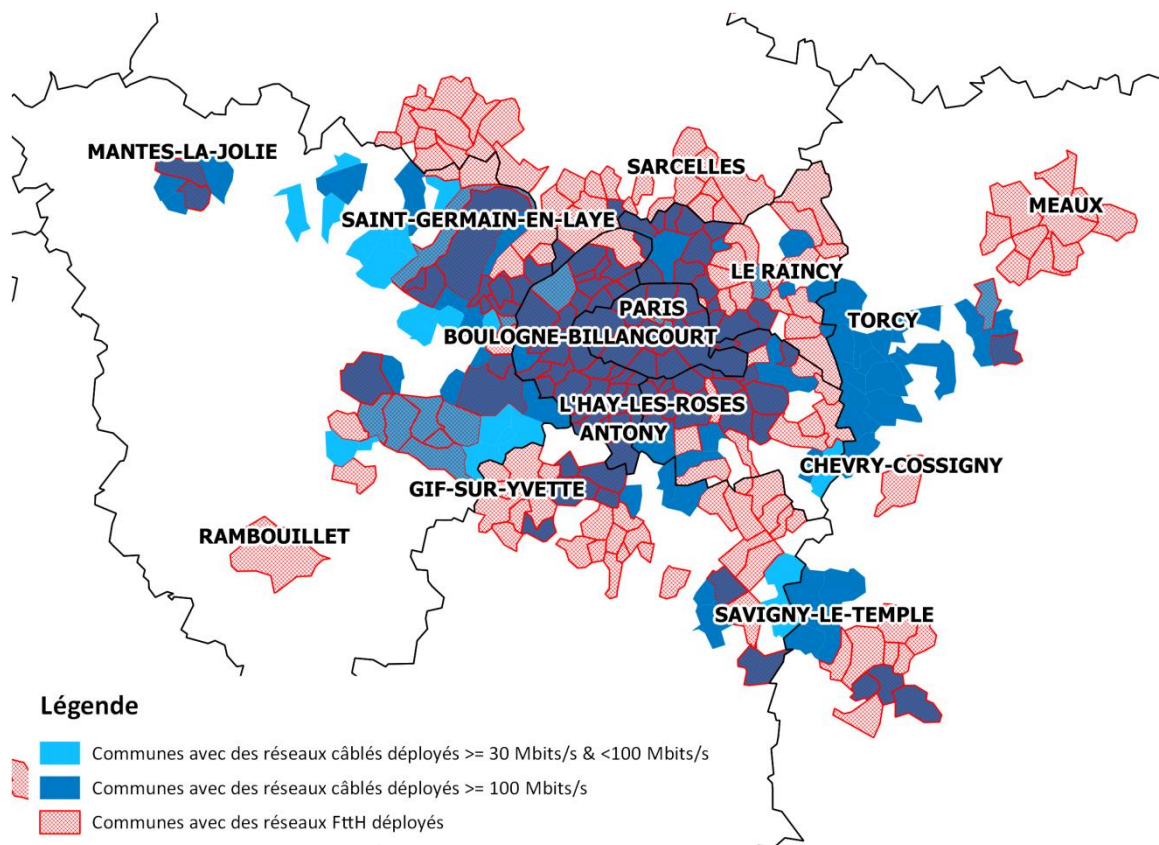 MANTES-LA-JOLIE
SARCELLES
MEAUX
SAINT-GERMAIN-EN-LAYE
LE RAINCY
PARIS
TORCY
BOULOGNE-BILLANCOURT
L'HAY-LES-ROSES
ANTONY
CHEVRY-COSSIGNY
GIF-SUR-YVETTE
RAMBOUILLET
SAVIGNY-LE-TEMPLE
Légende
Communes avec des réseaux câblés déployés >= 30 Mbits/s & <100 Mbits/s
Communes avec des réseaux câblés déployés >= 100 Mbits/s
Communes avec des réseaux FttH déployés